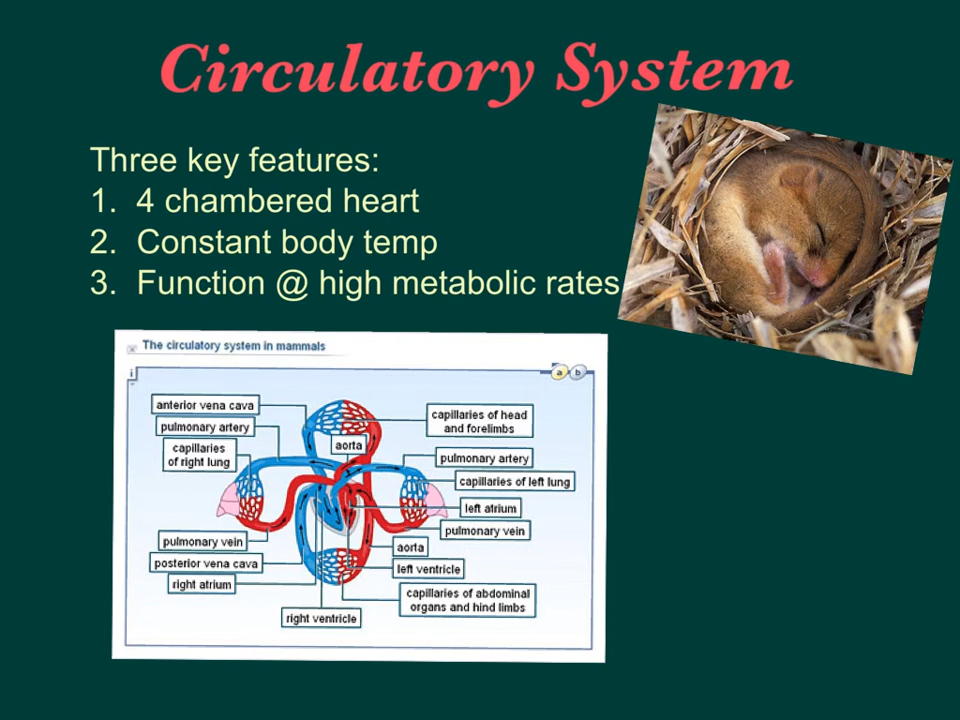 Circulatory System
Three key features:
1. 4 chambered heart
2. Constant body temp
3. Function @ high metabolic rates
The circulatory system in mammals
i
a b
anterior vena cava
pulmonary artery
capillaries
of right lung
aorta
capillaries of head
and forelimbs
pulmonary artery
capillaries of left lung
left atrium
pulmonary vein
pulmonary vein
aorta
posterior vena cava
left ventricle
right atrium
capillaries of abdominal
organs and hind limbs
right ventricle